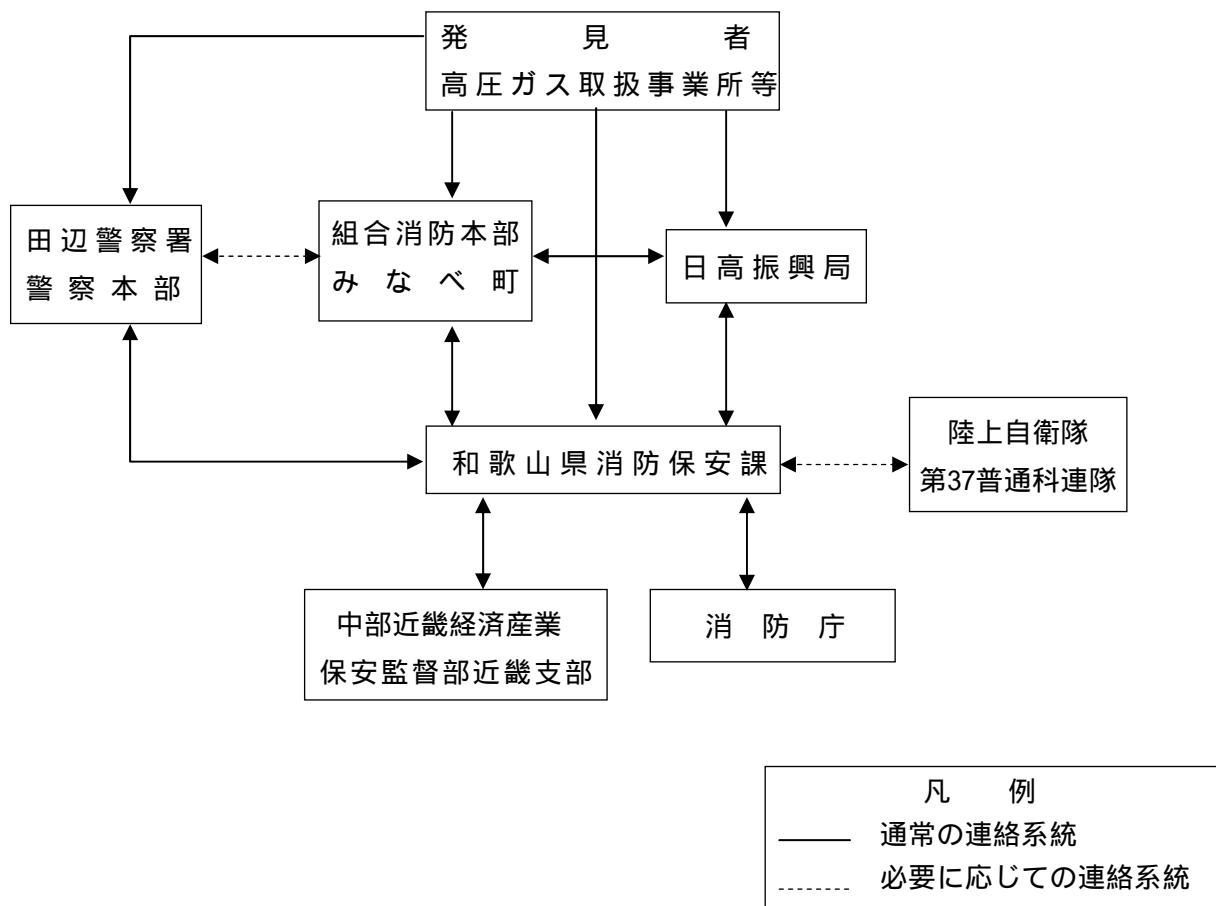 発見者
高圧ガス取扱事業所等
田辺警察署
警察本部
組合消防本部
みなべ町
日高振興局
和歌山県消防保安課
陸上自衛隊
第37普通科連隊
中部近畿経済産業
保安監督部近畿支部
消防庁
凡例
通常の連絡系統
必要に応じての連絡系統